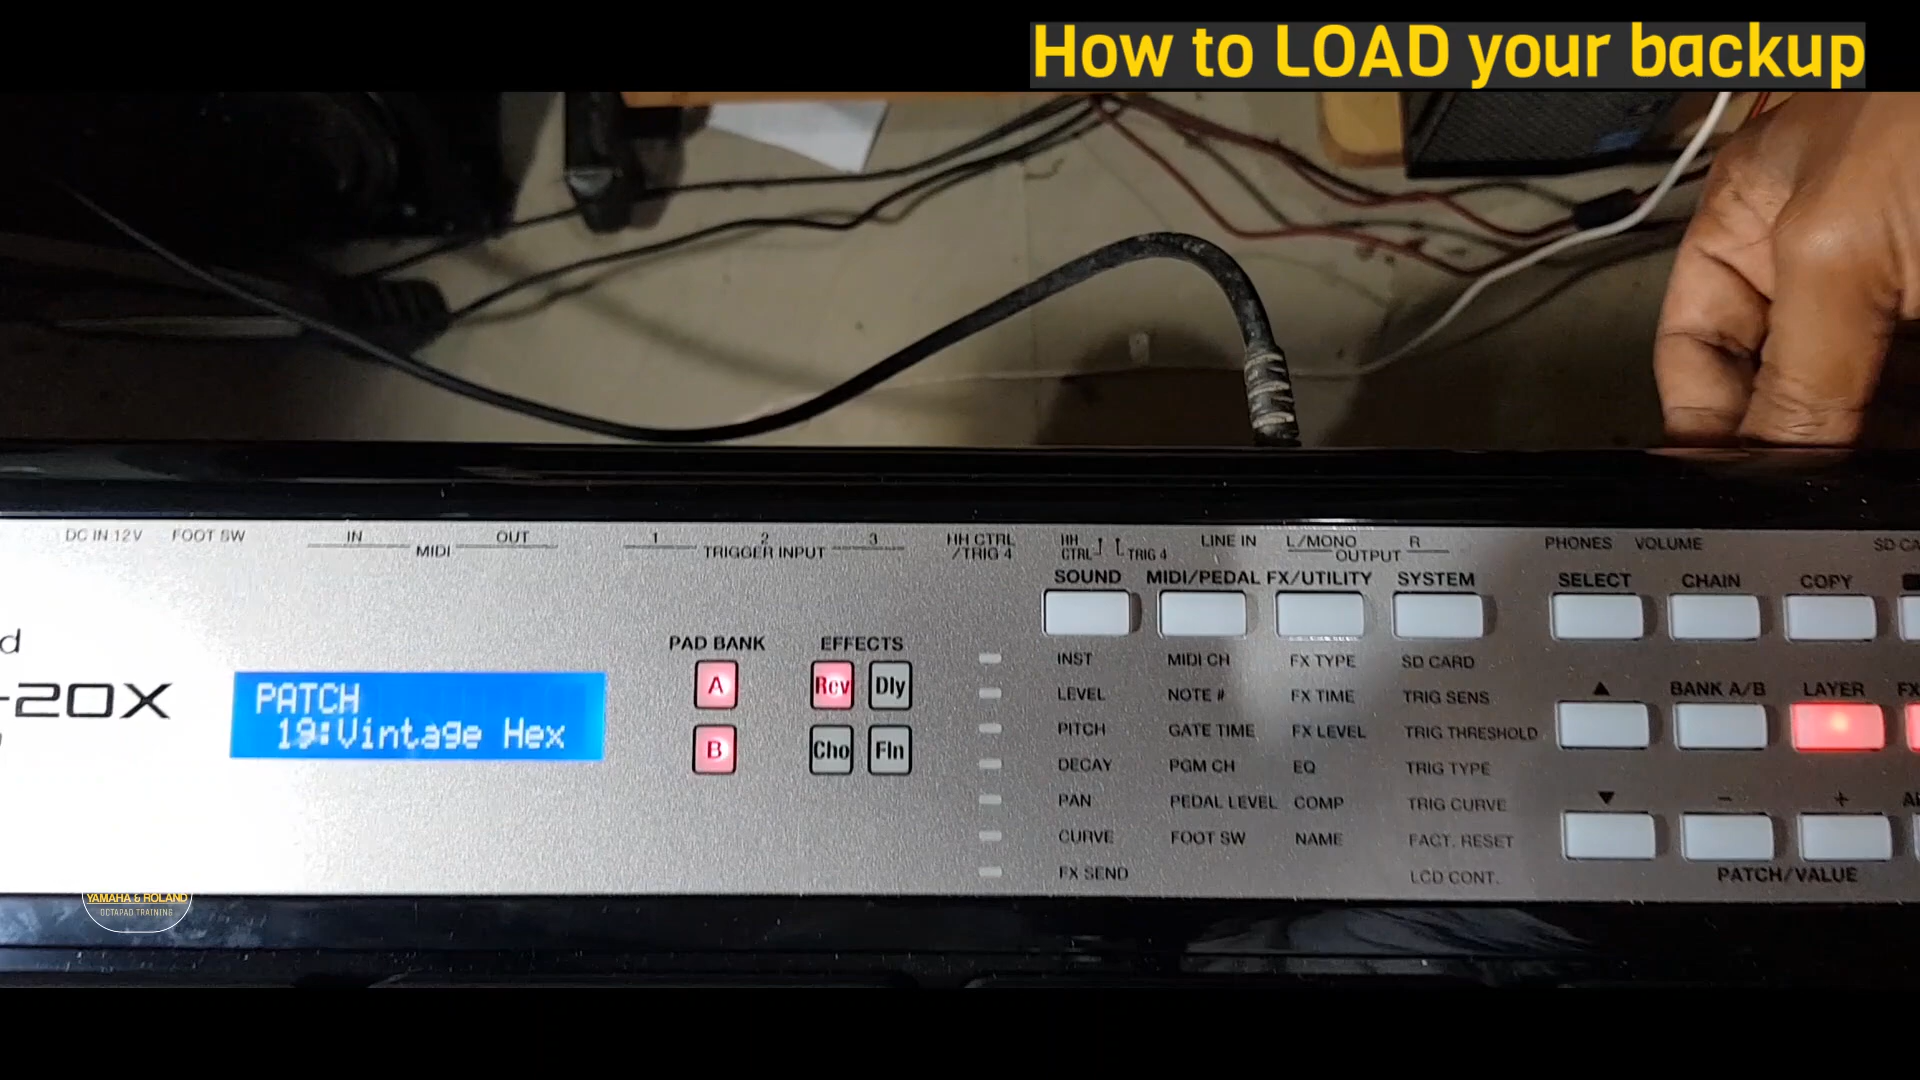 How to LOAD your backup
DC IN 12V FOOT SW IN MIDI OUT 1 2 3 TRIGGER INPUT HH CTRL /TRIG 4 HH CTRL TRIG 4 LINE IN L/MONO OUTPUT R PHONES VOLUME
SOUND MIDI/PEDAL FX/UTILITY SYSTEM SELECT CHAIN COPY
d
-20X
PATCH
19:Vintage Hex
PAD BANK EFFECTS
A Rev Dly
B Cho Fln
INST MIDI CH FX TYPE SD CARD
LEVEL NOTE # FX TIME TRIG SENS
PITCH GATE TIME FX LEVEL TRIG THRESHOLD
DECAY PGM CH EQ TRIG TYPE
PAN PEDAL LEVEL COMP TRIG CURVE
CURVE FOOT SW NAME FACT. RESET
FX SEND LCD CONT.
▲ BANK A/B LAYER FX
▼ − +
PATCH/VALUE
YAMAHA & ROLAND
OCTAPAD TRAINING